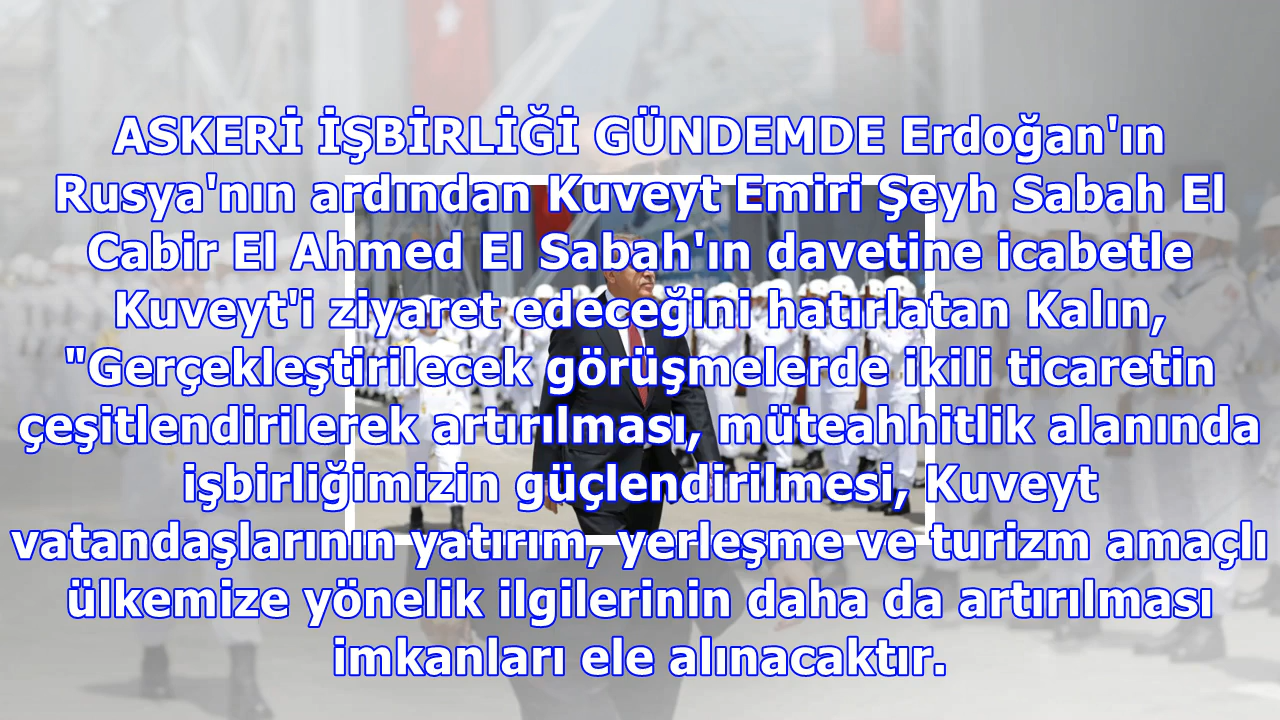 ASKERİ İŞBİRLİĞİ GÜNDEMDE Erdoğan'ın
Rusya'nın ardından Kuveyt Emiri Şeyh Sabah El
Cabir El Ahmed El Sabah'ın davetine icabetle
Kuveyt'i ziyaret edeceğini hatırlatan Kalın,
"Gerçekleştirilecek görüşmelerde ikili ticaretin
çeşitlendirilerek artırılması, müteahhitlik alanında
işbirliğimizin güçlendirilmesi, Kuveyt
vatandaşlarının yatırım, yerleşme ve turizm amaçlı
ülkemize yönelik ilgilerinin daha da artırılması
imkanları ele alınacaktır.